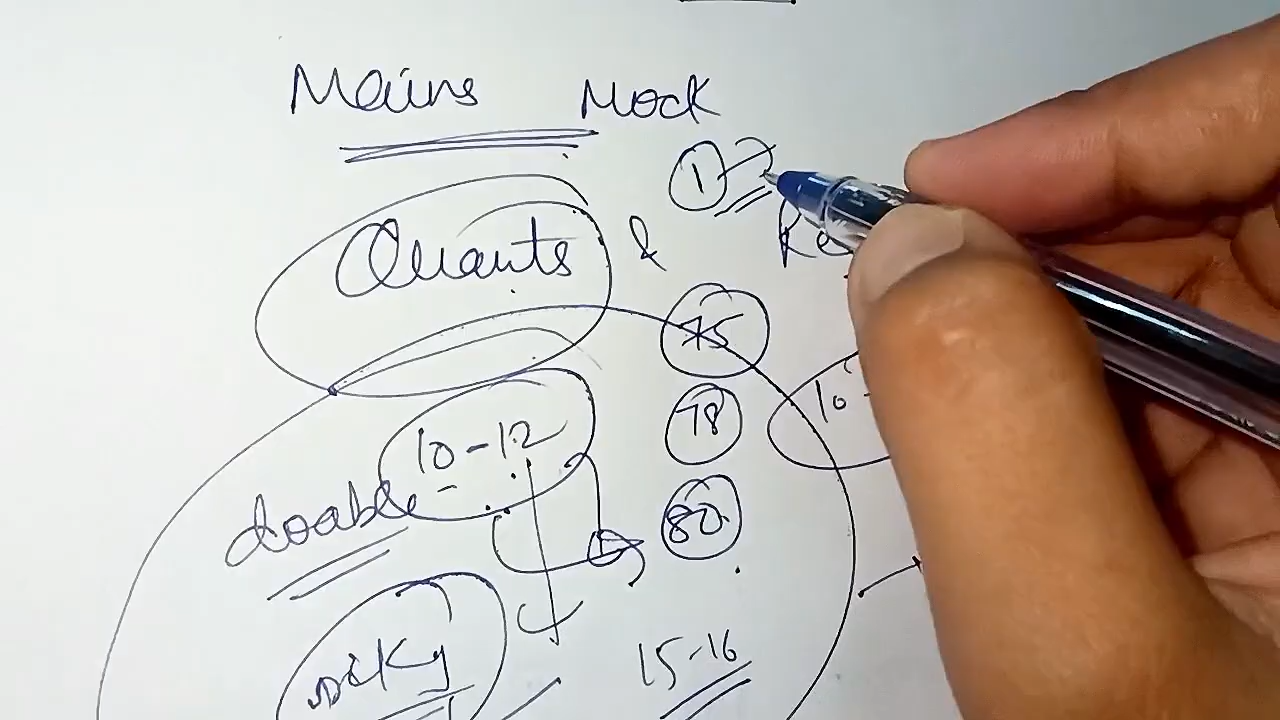 Mains Mock
1
Quants &
75
10-12 78
doable 80
15-16